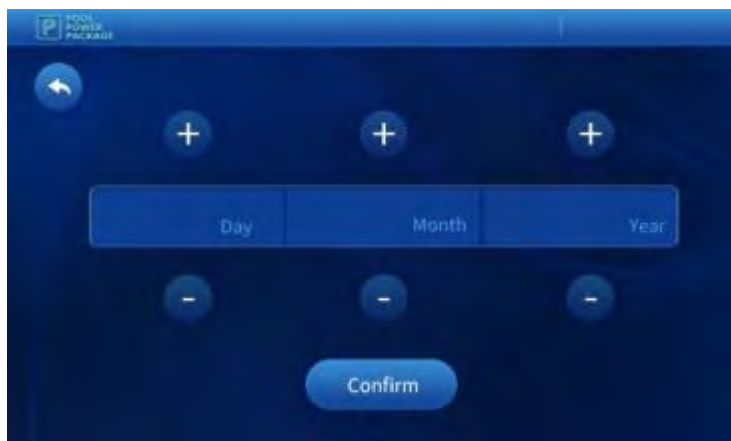 P
POOL
POWER
PACKAGE
+ + +
Day Month Year
- - -
Confirm